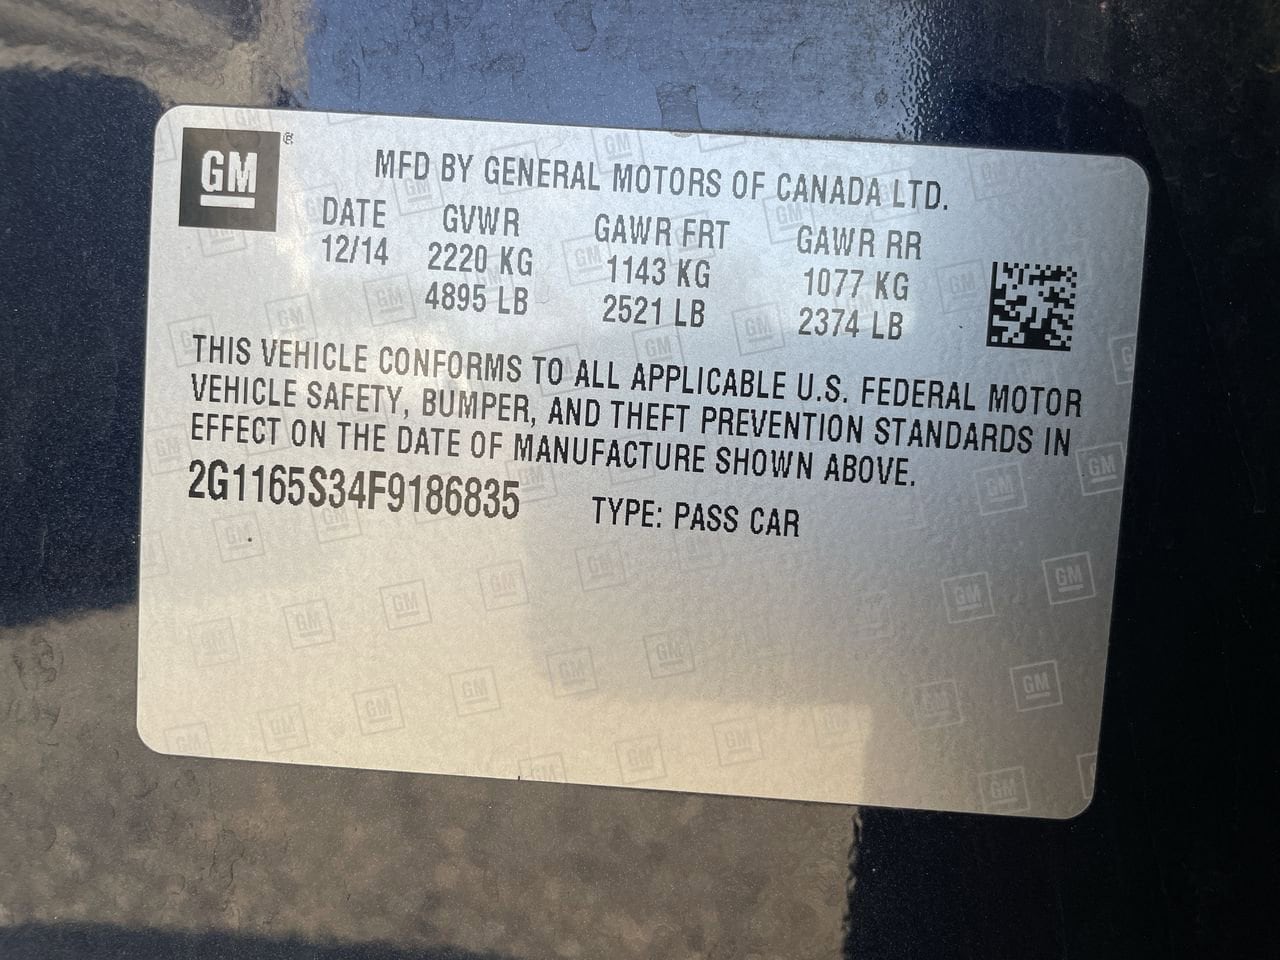 GM ®
MFD BY GENERAL MOTORS OF CANADA LTD.
DATE GVWR GAWR FRT GAWR RR
12/14 2220 KG 1143 KG 1077 KG
4895 LB 2521 LB 2374 LB
THIS VEHICLE CONFORMS TO ALL APPLICABLE U.S. FEDERAL MOTOR
VEHICLE SAFETY, BUMPER, AND THEFT PREVENTION STANDARDS IN
EFFECT ON THE DATE OF MANUFACTURE SHOWN ABOVE.
2G1165S34F9186835 TYPE: PASS CAR